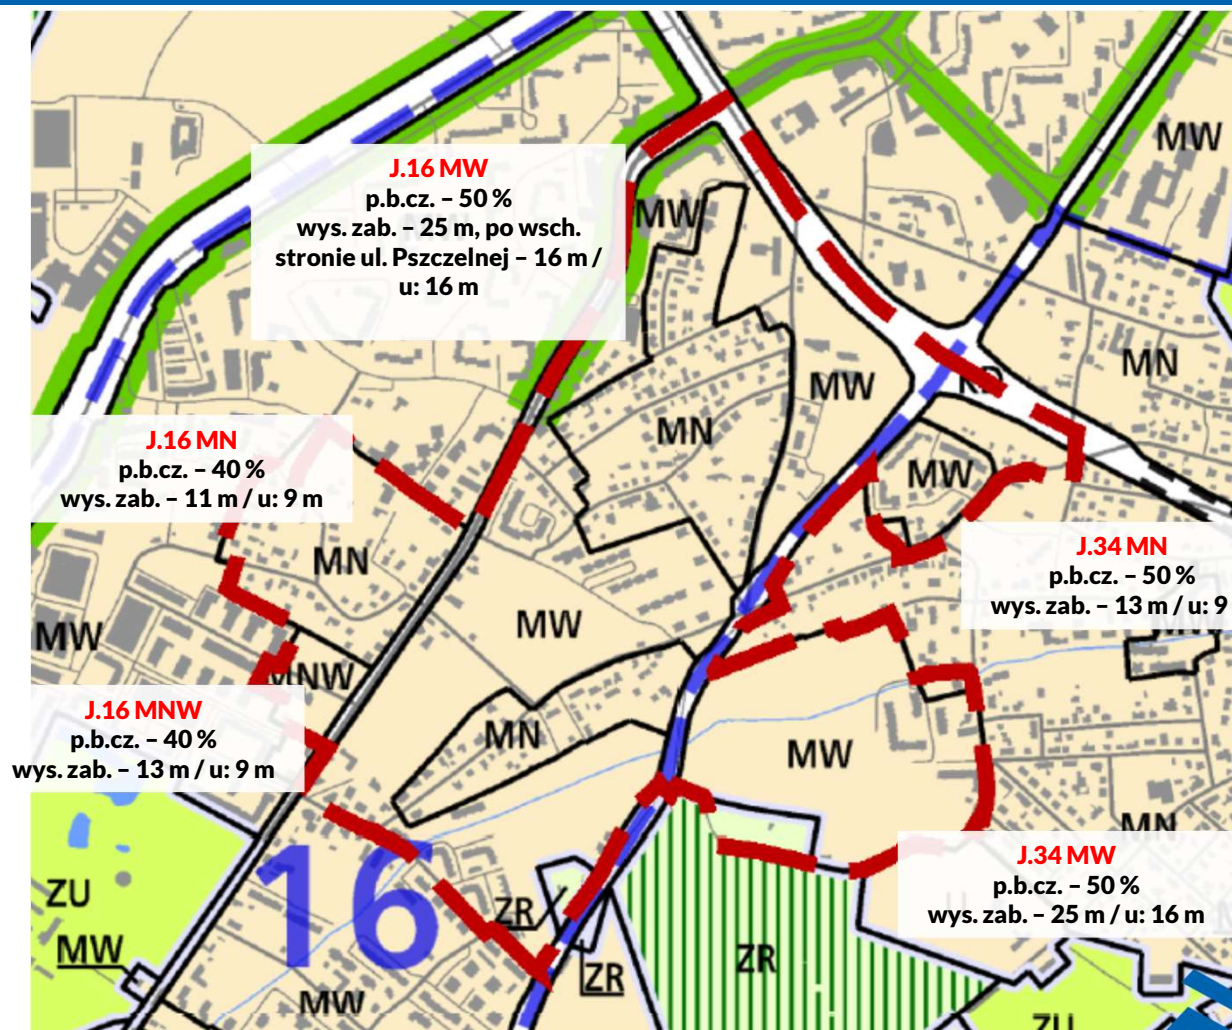 MW
J.16 MW
p.b.cz. – 50 %
wys. zab. – 25 m, po wsch.
stronie ul. Pszczelnej – 16 m /
u: 16 m
MW
MN
MW
KD
MN
MW
J.16 MN
p.b.cz. – 40 %
wys. zab. – 11 m / u: 9 m
J.34 MN
p.b.cz. – 50 %
wys. zab. – 13 m / u: 9
MN
MW
MW
MNW
J.16 MNW
p.b.cz. – 40 %
wys. zab. – 13 m / u: 9 m
MN
MW
MN
J.34 MW
p.b.cz. – 50 %
wys. zab. – 25 m / u: 16 m
16
ZU
MW
ZR
ZR
ZR
MW
ZU